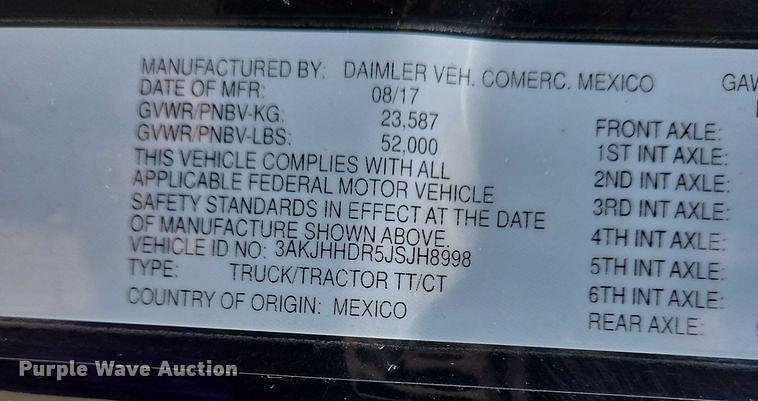 MANUFACTURED BY: DAIMLER VEH. COMERC. MEXICO
DATE OF MFR: 08/17
GVWR/PNBV-KG: 23,587
GVWR/PNBV-LBS: 52,000
THIS VEHICLE COMPLIES WITH ALL
APPLICABLE FEDERAL MOTOR VEHICLE
SAFETY STANDARDS IN EFFECT AT THE DATE
OF MANUFACTURE SHOWN ABOVE.
VEHICLE ID NO: 3AKJHHDR5JSJH8998
TYPE: TRUCK/TRACTOR TT/CT
COUNTRY OF ORIGIN: MEXICO
GAW
FRONT AXLE:
1ST INT AXLE:
2ND INT AXLE:
3RD INT AXLE:
4TH INT AXLE:
5TH INT AXLE:
6TH INT AXLE:
REAR AXLE:
Purple Wave Auction